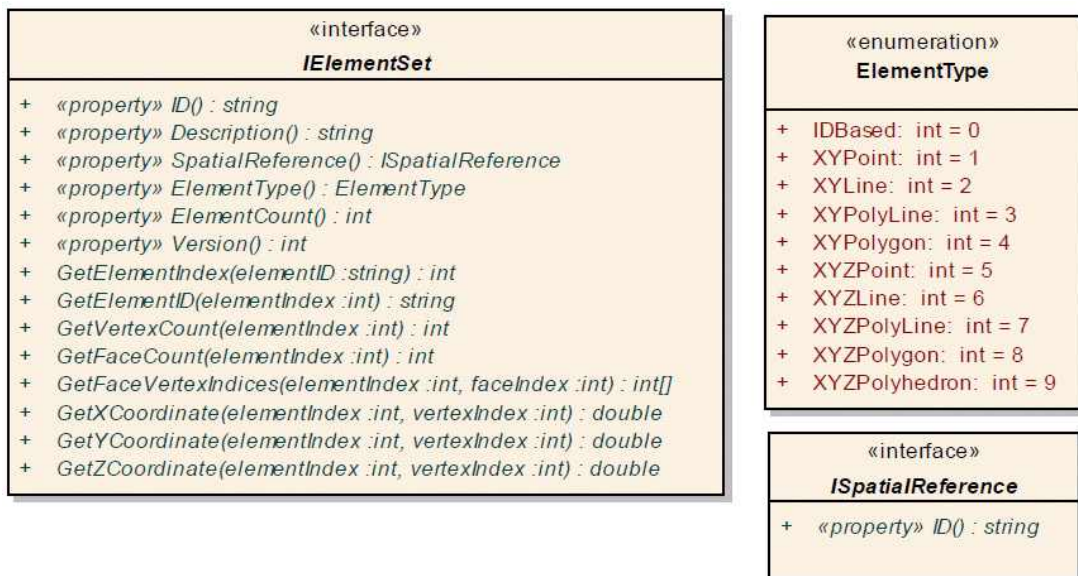 «interface»
IElementSet
+ «property» ID() : string
+ «property» Description() : string
+ «property» SpatialReference() : ISpatialReference
+ «property» ElementType() : ElementType
+ «property» ElementCount() : int
+ «property» Version() : int
+ GetElementIndex(elementID :string) : int
+ GetElementID(elementIndex :int) : string
+ GetVertexCount(elementIndex :int) : int
+ GetFaceCount(elementIndex :int) : int
+ GetFaceVertexIndices(elementIndex :int, faceIndex :int) : int[]
+ GetXCoordinate(elementIndex :int, vertexIndex :int) : double
+ GetYCoordinate(elementIndex :int, vertexIndex :int) : double
+ GetZCoordinate(elementIndex :int, vertexIndex :int) : double
«enumeration»
ElementType
+ IDBased: int = 0
+ XYPoint: int = 1
+ XYLine: int = 2
+ XYPolyLine: int = 3
+ XYPolygon: int = 4
+ XYZPoint: int = 5
+ XYZLine: int = 6
+ XYZPolyLine: int = 7
+ XYZPolygon: int = 8
+ XYZPolyhedron: int = 9
«interface»
ISpatialReference
+ «property» ID() : string